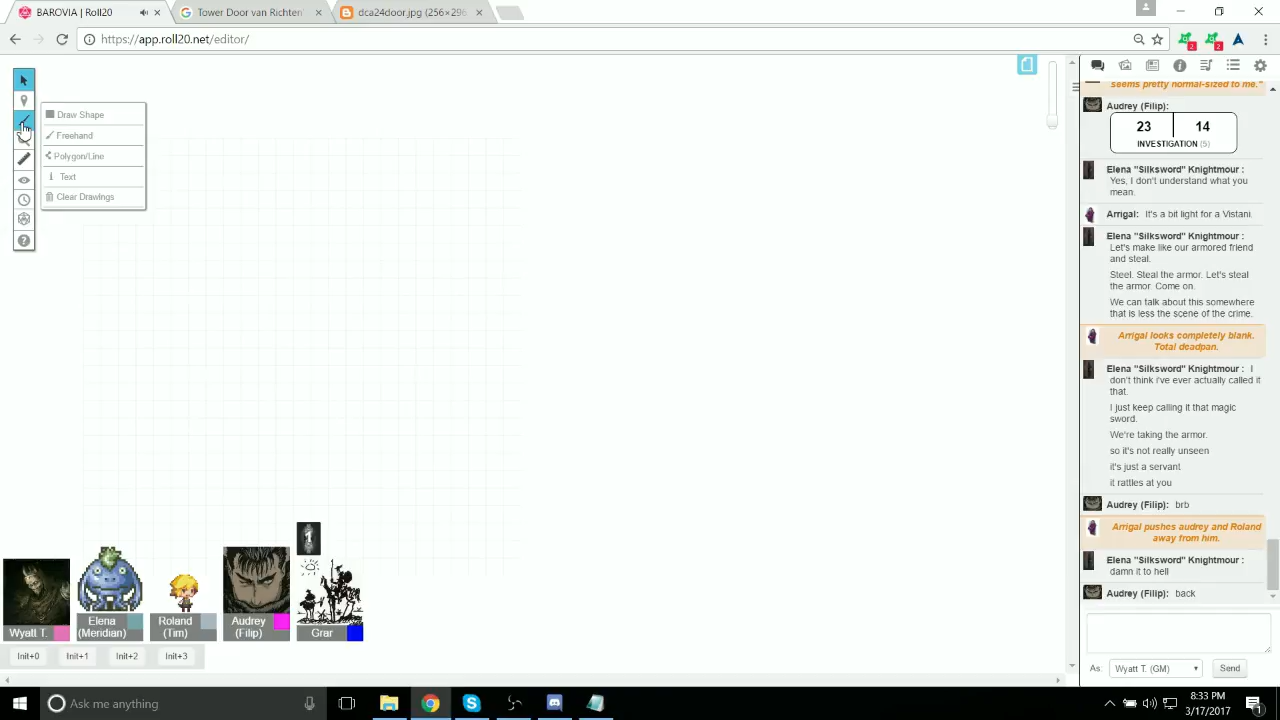 BAROVIA | Roll20
Tower Door van Richten'
dca24door.jpg (256×296
https://app.roll20.net/editor/
Draw Shape
Freehand
Polygon/Line
Text
Clear Drawings
seems pretty normal-sized to me."
Audrey (Filip):
23 14
INVESTIGATION (5)
Elena "Silksword" Knightmour :
Yes, I don't understand what you
mean.
Arrigal: It's a bit light for a Vistani.
Elena "Silksword" Knightmour :
Let's make like our armored friend
and steal.
Steel. Steal the armor. Let's steal
the armor. Come on.
We can talk about this somewhere
that is less the scene of the crime.
Arrigal looks completely blank.
Total deadpan.
Elena "Silksword" Knightmour : I
don't think i've ever actually called it
that.
I just keep calling it that magic
sword.
We're taking the armor.
so it's not really unseen
it's just a servant
it rattles at you
Audrey (Filip): brb
Arrigal pushes audrey and Roland
away from him.
Elena "Silksword" Knightmour :
damn it to hell
Audrey (Filip): back
1
Wyatt T.
Elena
(Meridian)
Roland
(Tim)
Audrey
(Filip)
Grar
Init+0
Init+1
Init+2
Init+3
As: Wyatt T. (GM)
Send
Ask me anything
8:33 PM
3/17/2017
2
2
1